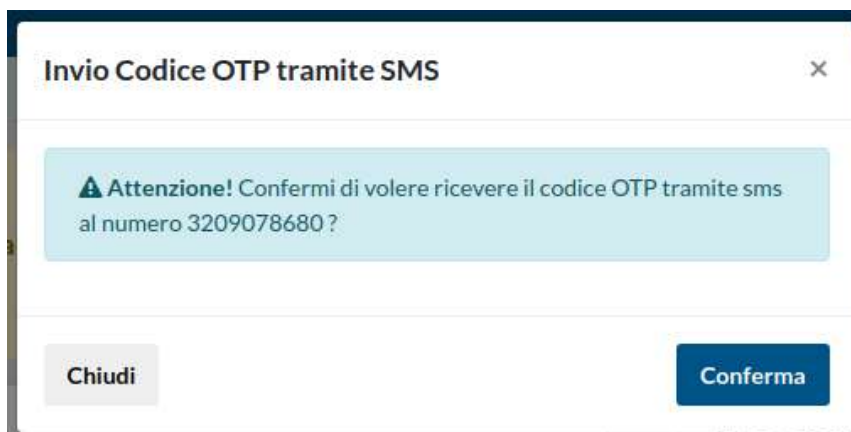 Invio Codice OTP tramite SMS ×
Attenzione! Confermi di volere ricevere il codice OTP tramite sms
al numero 3209078680 ?
Chiudi Conferma